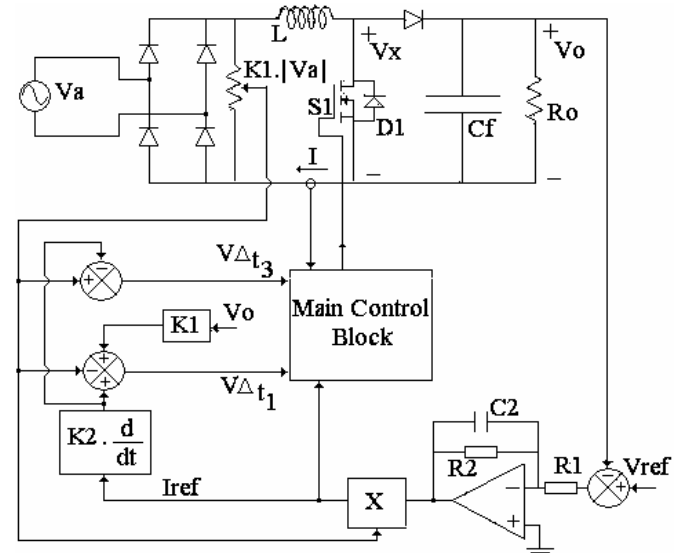 L
K1.|Va|
+
Vx
−
+
Vo
−
Va
S1
D1
Cf
Ro
I
VΔt3
−
+
Main Control
Block
K1
Vo
+
−
+
VΔt1
K2 . d/dt
Iref
X
C2
R2
−
+
R1
−
+
Vref